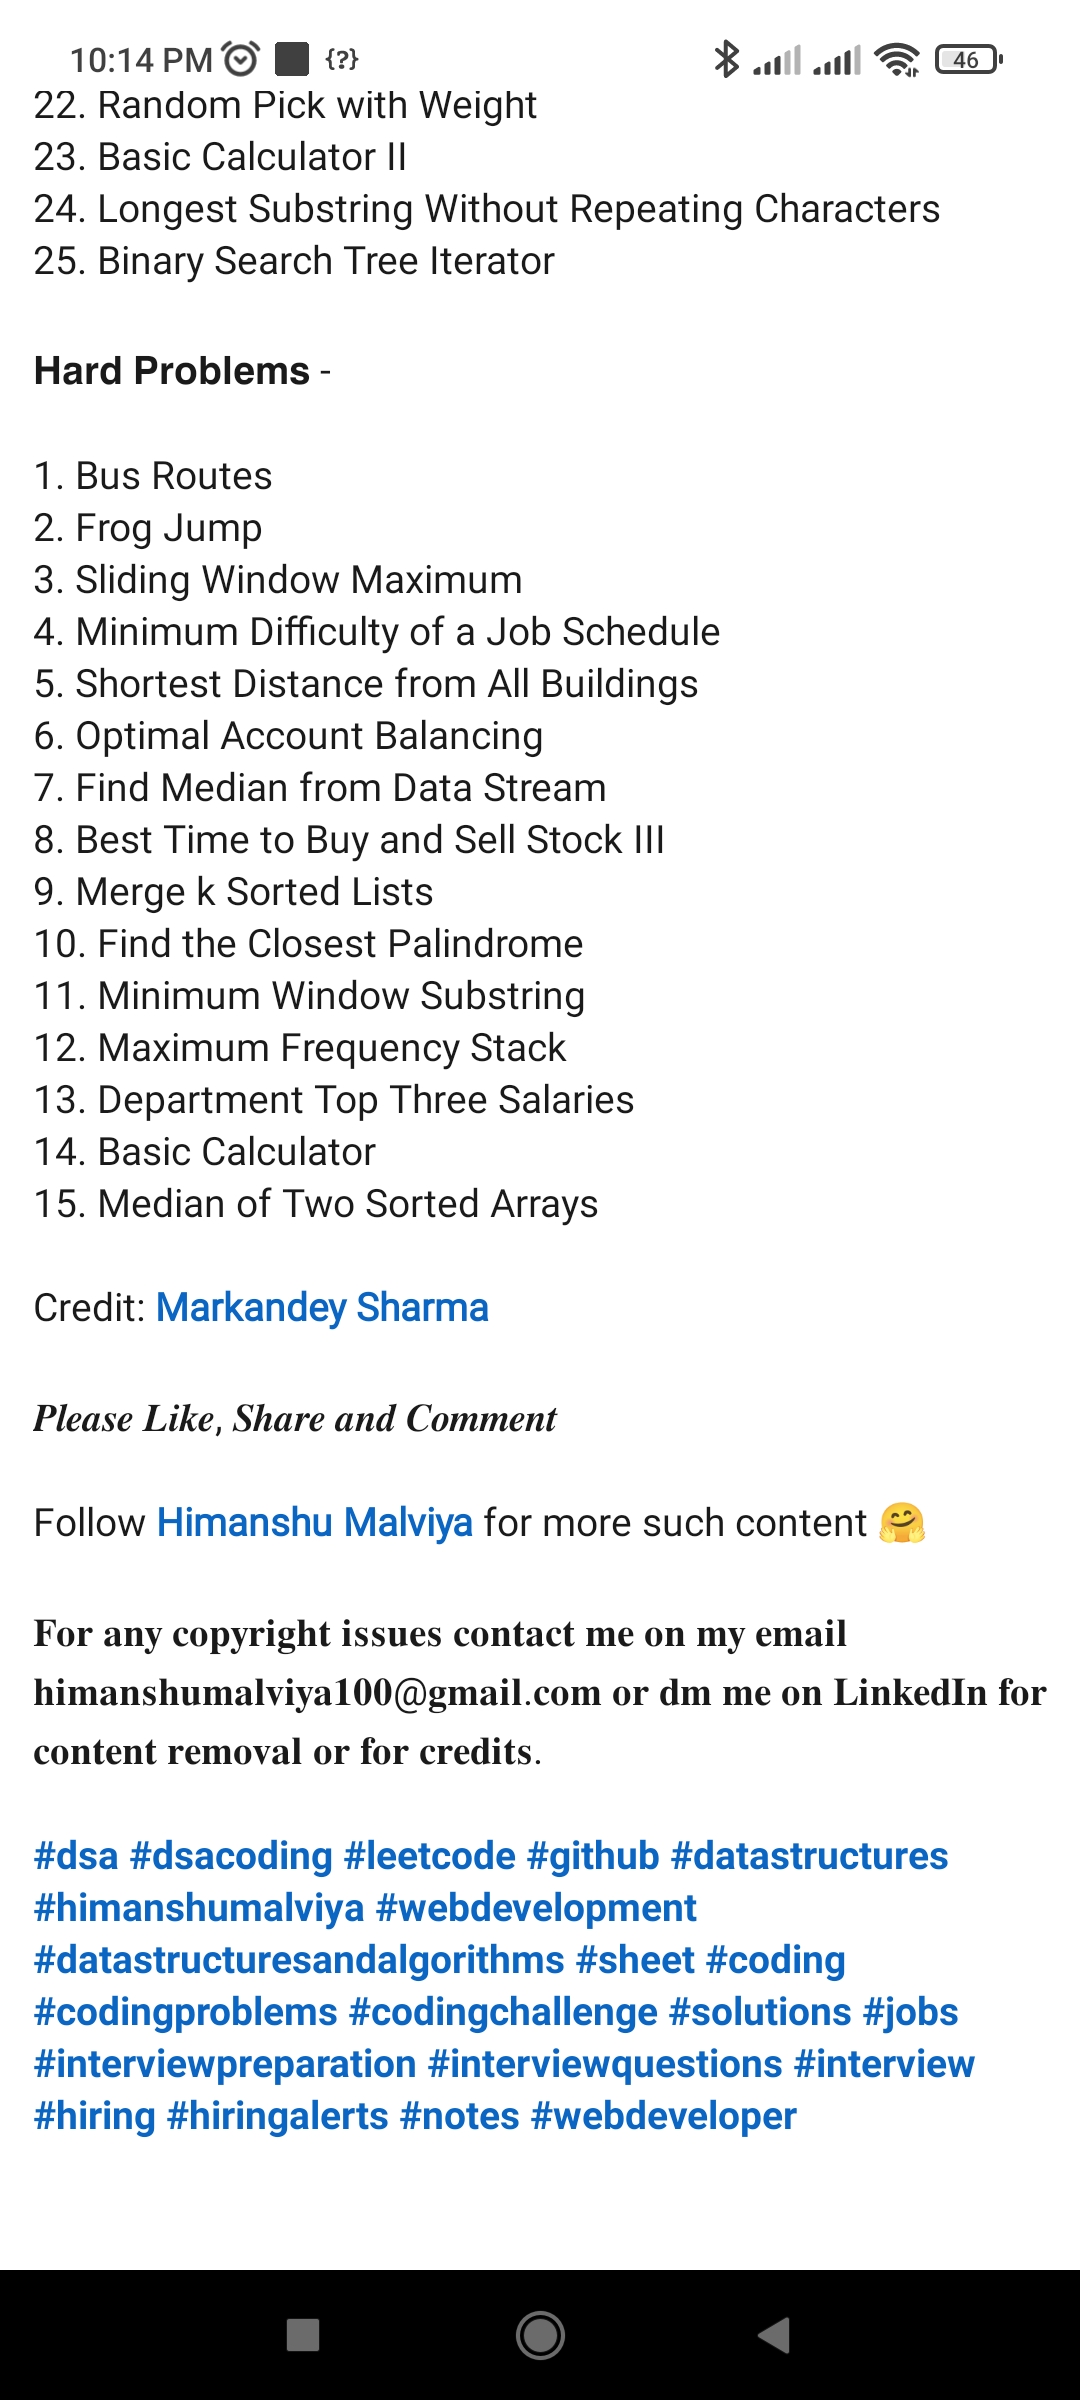 10:14 PM {?} 46
22. Random Pick with Weight
23. Basic Calculator II
24. Longest Substring Without Repeating Characters
25. Binary Search Tree Iterator
Hard Problems -
1. Bus Routes
2. Frog Jump
3. Sliding Window Maximum
4. Minimum Difficulty of a Job Schedule
5. Shortest Distance from All Buildings
6. Optimal Account Balancing
7. Find Median from Data Stream
8. Best Time to Buy and Sell Stock III
9. Merge k Sorted Lists
10. Find the Closest Palindrome
11. Minimum Window Substring
12. Maximum Frequency Stack
13. Department Top Three Salaries
14. Basic Calculator
15. Median of Two Sorted Arrays
Credit: Markandey Sharma
Please Like, Share and Comment
Follow Himanshu Malviya for more such content 🤗
For any copyright issues contact me on my email
himanshumalviya100@gmail.com or dm me on LinkedIn for
content removal or for credits.
#dsa #dsacoding #leetcode #github #datastructures
#himanshumalviya #webdevelopment
#datastructuresandalgorithms #sheet #coding
#codingproblems #codingchallenge #solutions #jobs
#interviewpreparation #interviewquestions #interview
#hiring #hiringalerts #notes #webdeveloper